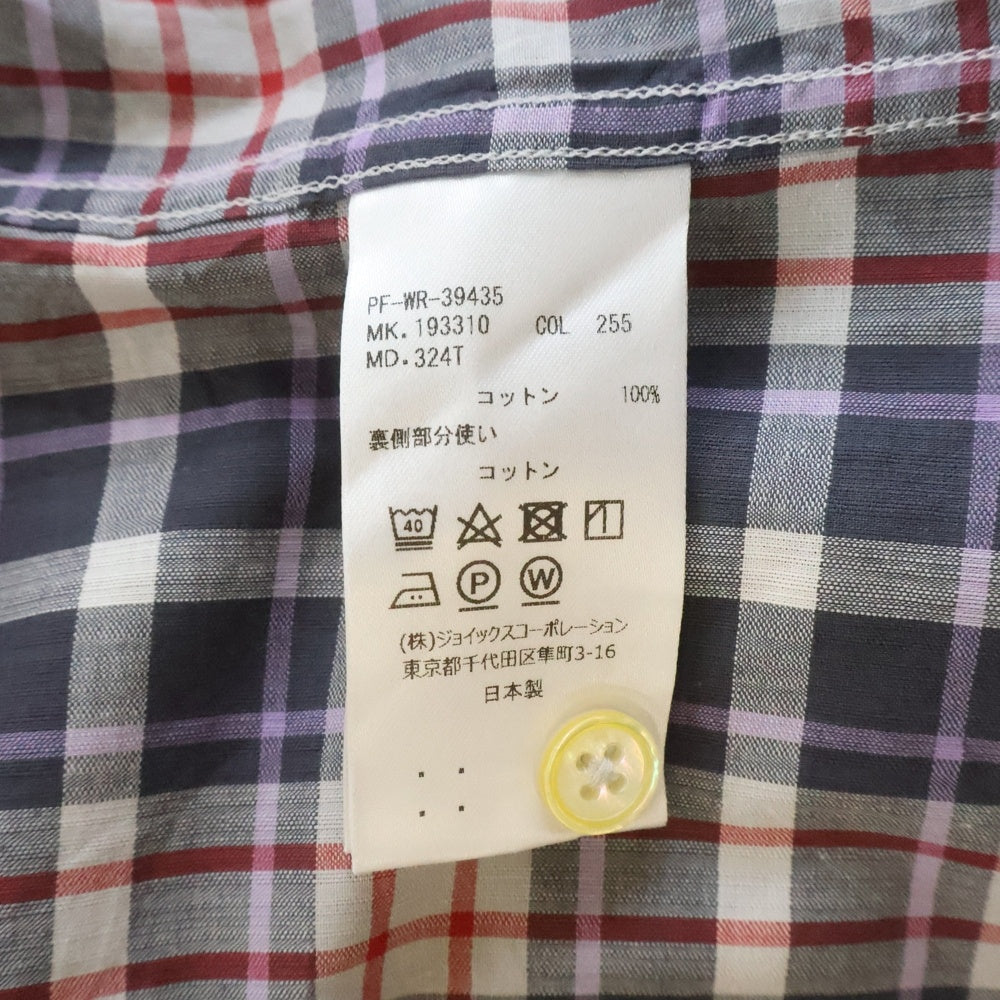 PF-WR-39435
MK. 193310 COL 255
MD. 324T
コットン 100%
裏側部分使い
コットン
40
P W
(株)ジョイックスコーポレーション
東京都千代田区隼町3-16
日本製